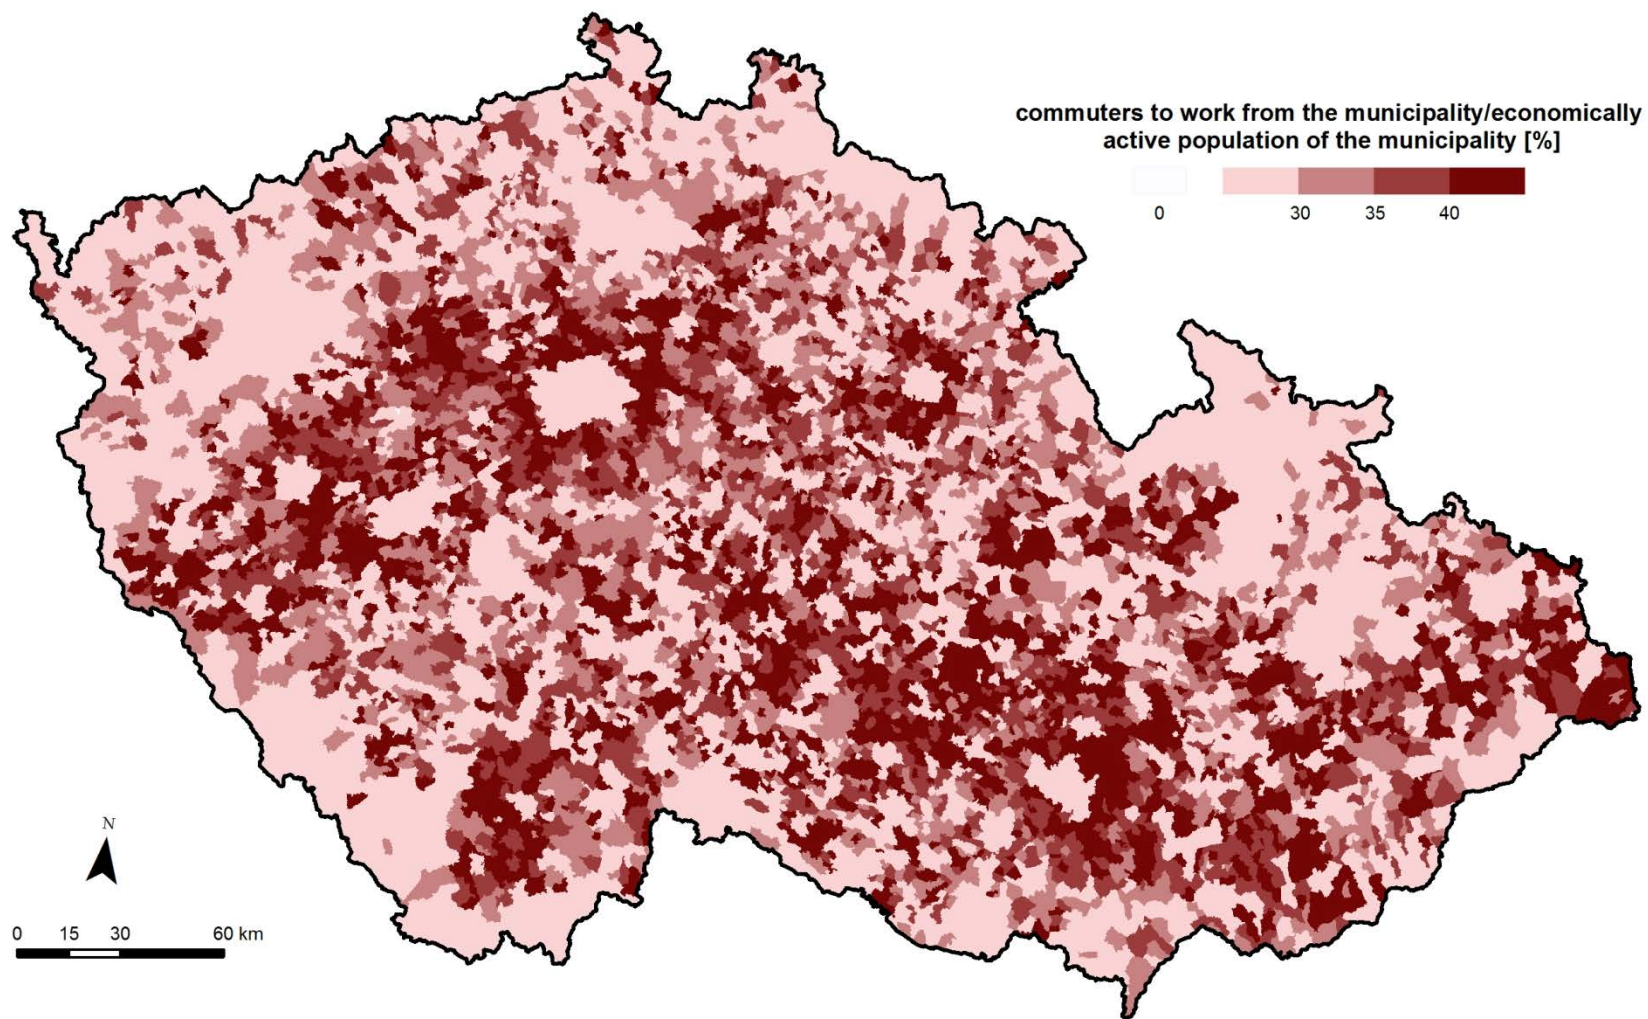 commuters to work from the municipality/economically
active population of the municipality [%]
0 30 35 40
N
0 15 30 60 km